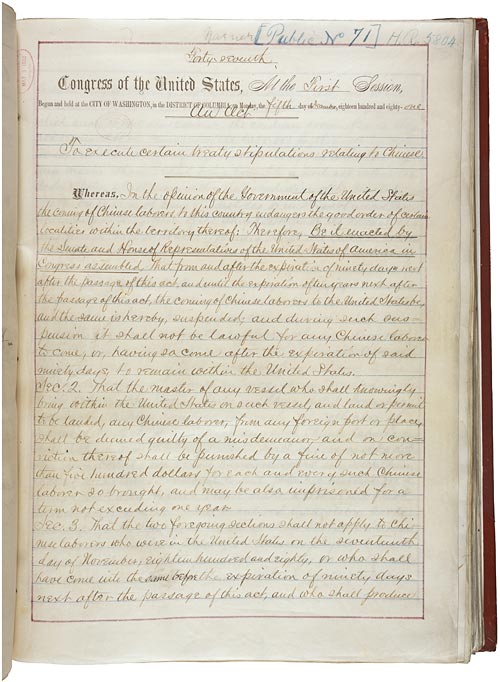 [Public No 71] H.R. 5804.
Forty-seventh
Congress of the United States, At the First Session,
Begun and held at the CITY OF WASHINGTON, in the DISTRICT OF COLUMBIA, on Monday, the fifth day of December, eighteen hundred and eighty-one
An Act
To execute certain treaty stipulations relating to Chinese.
Whereas, In the opinion of the Government of the United States
the coming of Chinese laborers to this country endangers the good order of certain
localities within the territory thereof: Therefore, Be it enacted by
the Senate and House of Representatives of the United States of America in
Congress assembled, That from and after the expiration of ninety days next
after the passage of this act, and until the expiration of ten years next after
the passage of this act, the coming of Chinese laborers to the United States be,
and the same is hereby, suspended; and during such sus-
pension it shall not be lawful for any Chinese laborer
to come, or, having so come after the expiration of said
ninety days, to remain within the United States.
Sec. 2. That the master of any vessel who shall knowingly
bring within the United States on such vessel, and land or permit
to be landed, any Chinese laborer, from any foreign port or place,
shall be deemed guilty of a misdemeanor, and on con-
viction thereof shall be punished by a fine of not more
than five hundred dollars for each and every such Chinese
laborer so brought, and may be also imprisoned for a
term not exceeding one year.
Sec. 3. That the two foregoing sections shall not apply to Chi-
nese laborers who were in the United States on the seventeenth
day of November, eighteen hundred and eighty, or who shall
have come into the same before the expiration of ninety days
next after the passage of this act, and who shall produce